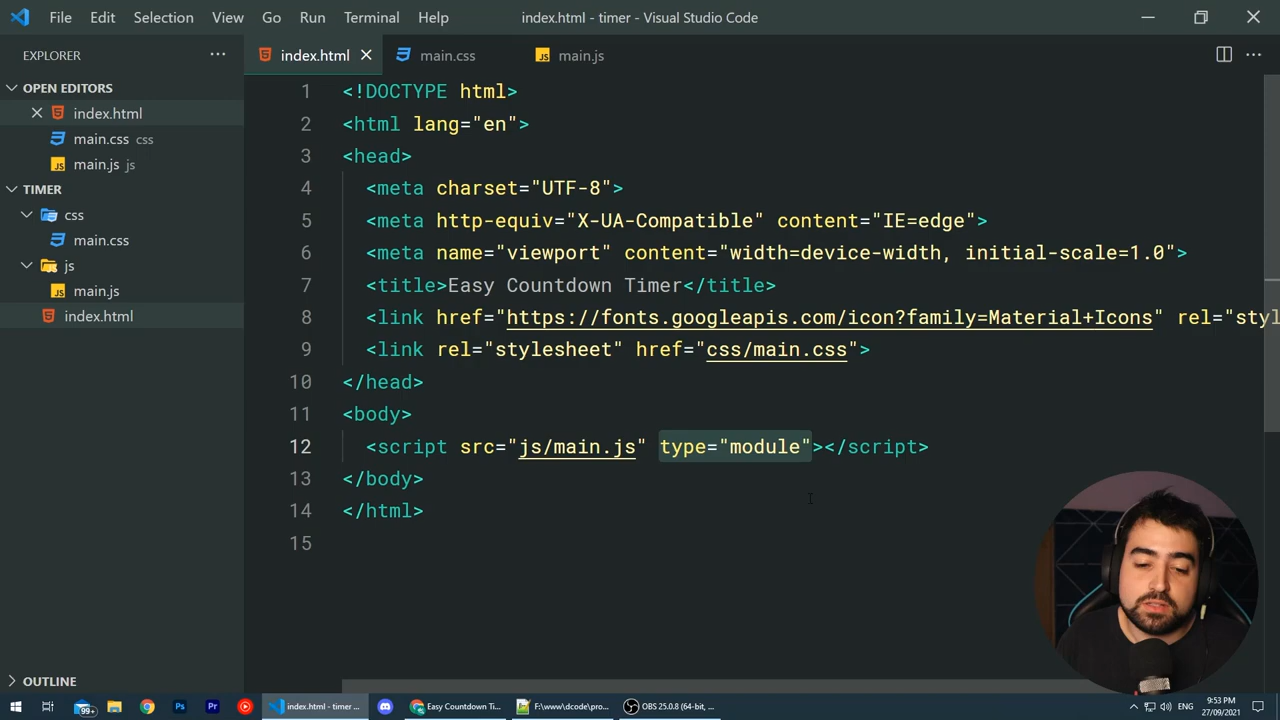 File Edit Selection View Go Run Terminal Help index.html - timer - Visual Studio Code
EXPLORER
index.html
main.css
main.js
OPEN EDITORS
index.html
main.css css
main.js js
TIMER
css
main.css
js
main.js
index.html
OUTLINE
1 <!DOCTYPE html>
2 <html lang="en">
3 <head>
4 <meta charset="UTF-8">
5 <meta http-equiv="X-UA-Compatible" content="IE=edge">
6 <meta name="viewport" content="width=device-width, initial-scale=1.0">
7 <title>Easy Countdown Timer</title>
8 <link href="https://fonts.googleapis.com/icon?family=Material+Icons" rel="styl
9 <link rel="stylesheet" href="css/main.css">
10 </head>
11 <body>
12 <script src="js/main.js" type="module"></script>
13 </body>
14 </html>
15
99+
Ps
Pr
index.html - timer ...
Easy Countdown Ti...
F:\www\dcode\pro...
OBS 25.0.8 (64-bit, ...
ENG
9:53 PM
27/09/2021